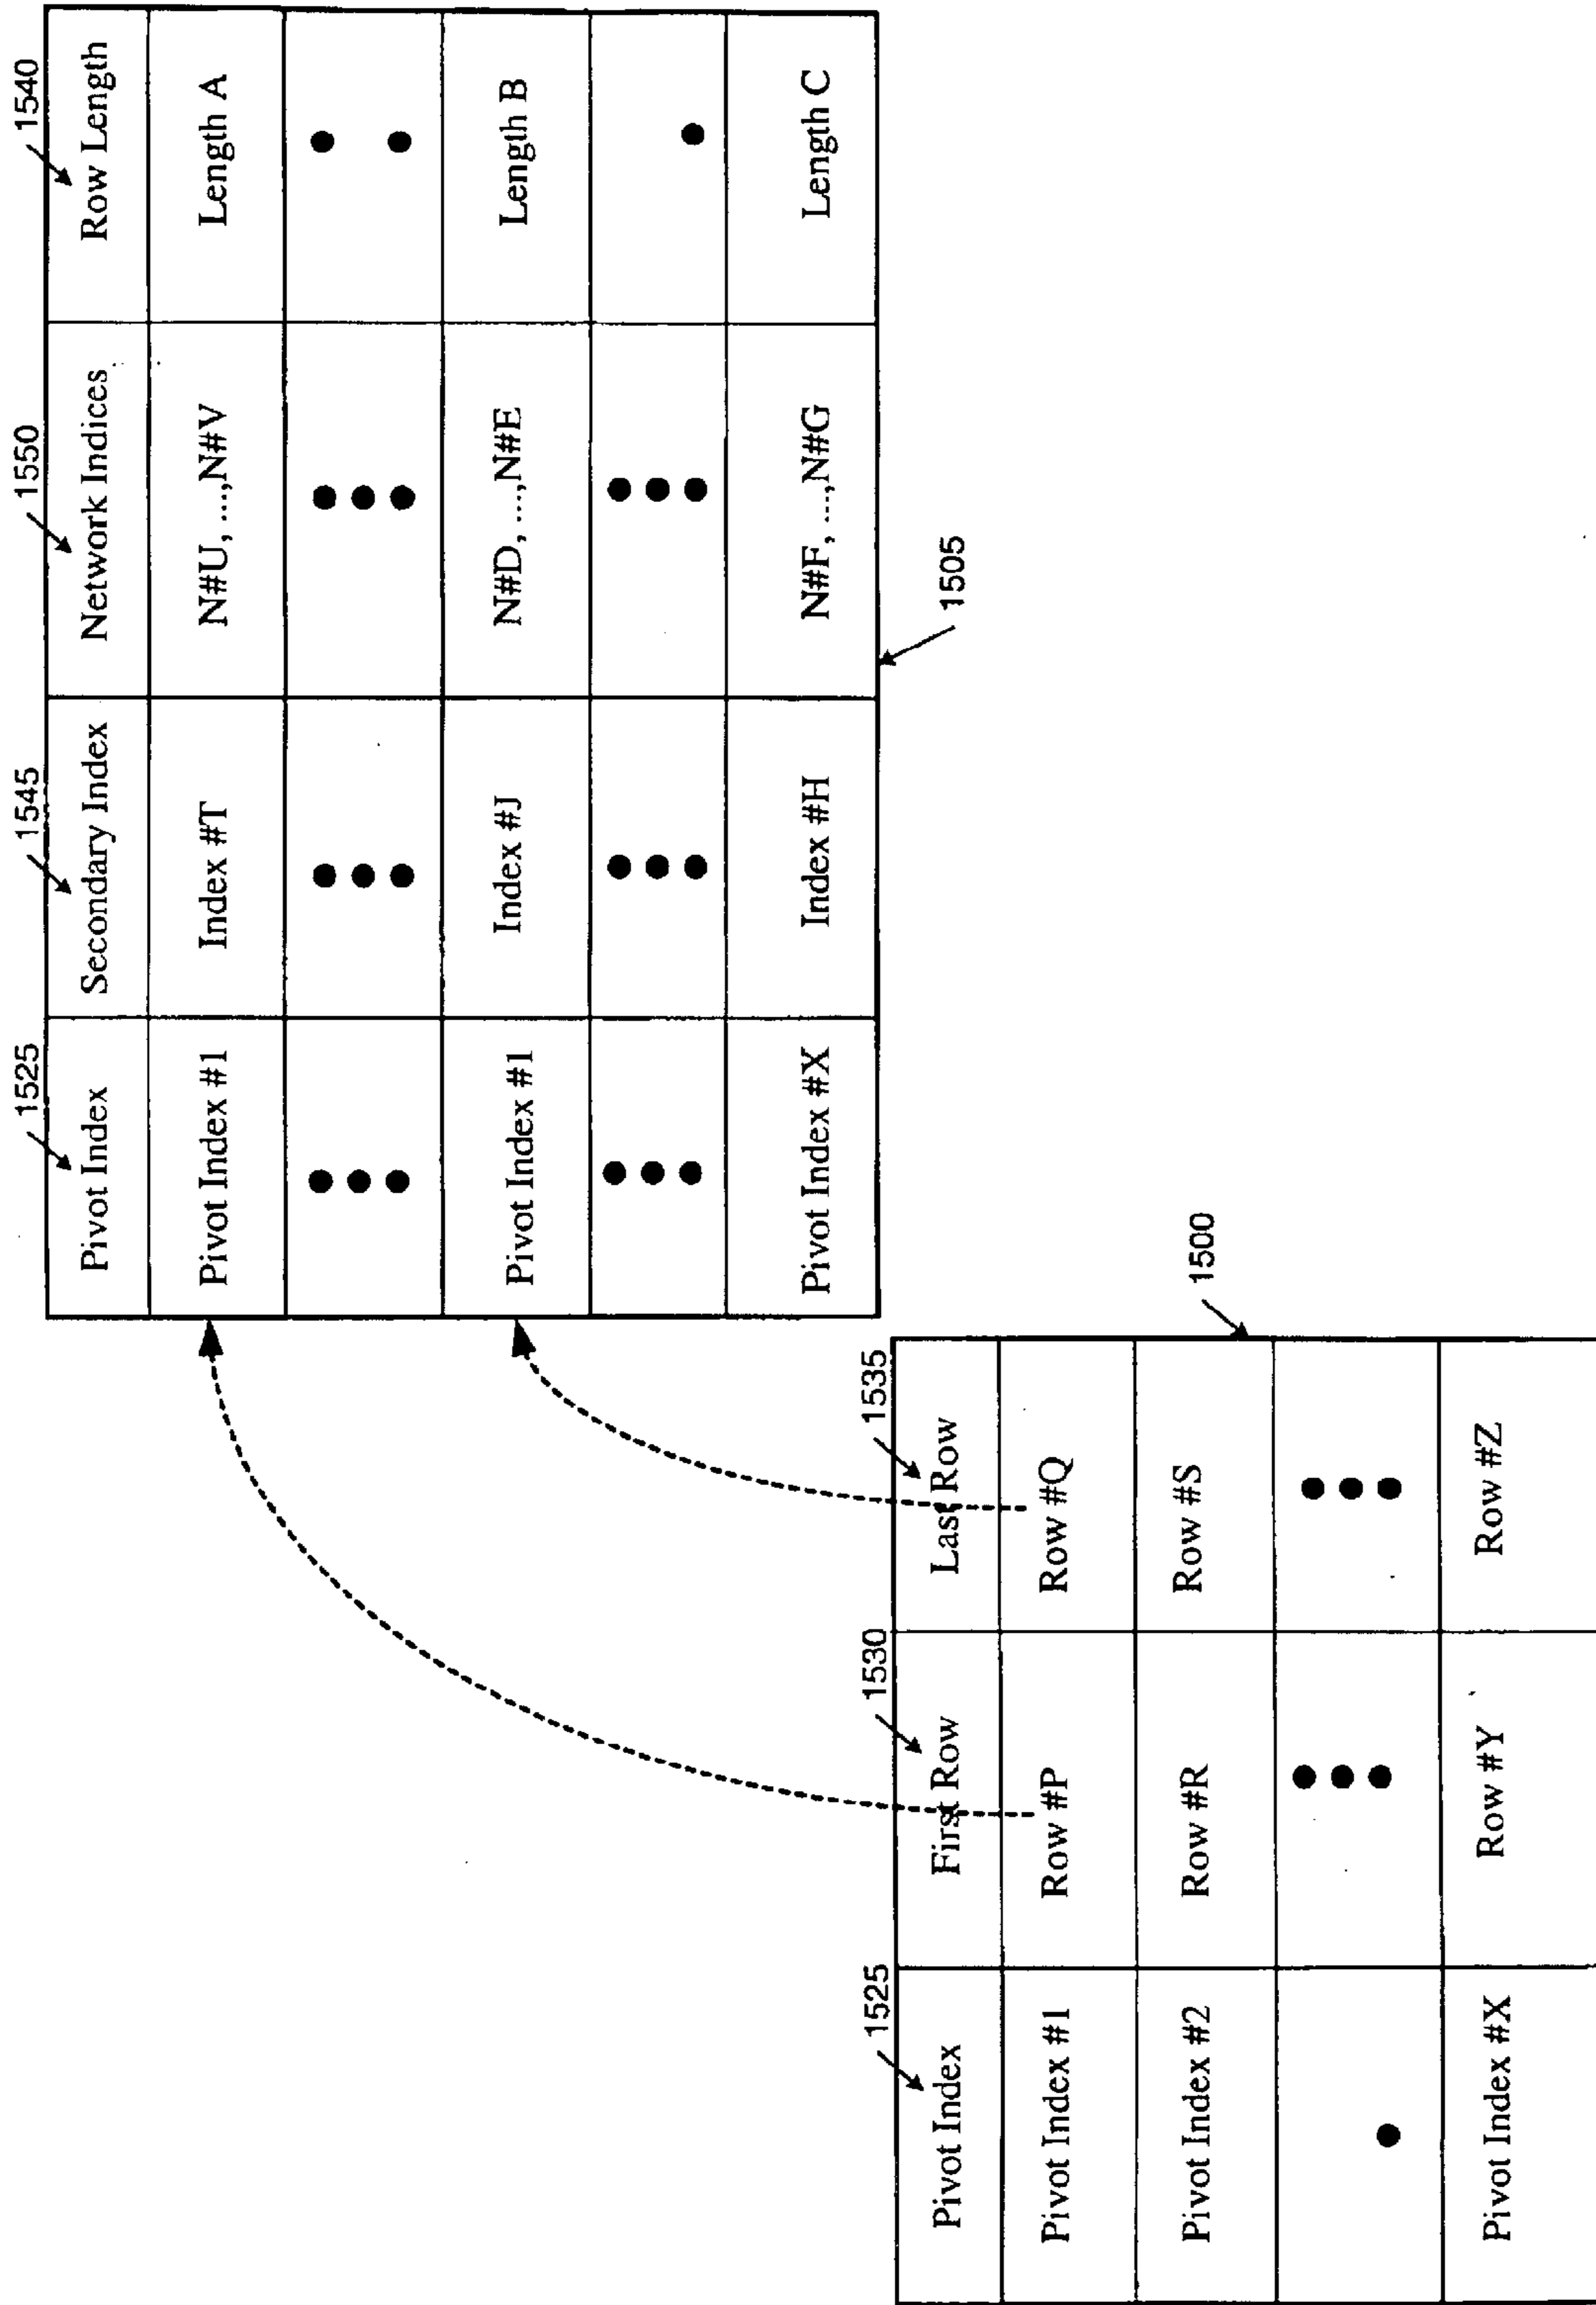 1525 1545 1550 1540
Pivot Index Secondary Index Network Indices Row Length
Pivot Index #1 Index #T N#U, ...,N#V Length A
Pivot Index #1 Index #J N#D, ...,N#E Length B
Pivot Index #X Index #H N#F, ...,N#G Length C
1505
1500
1525 1530 1535
Pivot Index First Row Last Row
Pivot Index #1 Row #P Row #Q
Pivot Index #2 Row #R Row #S
Pivot Index #X Row #Y Row #Z